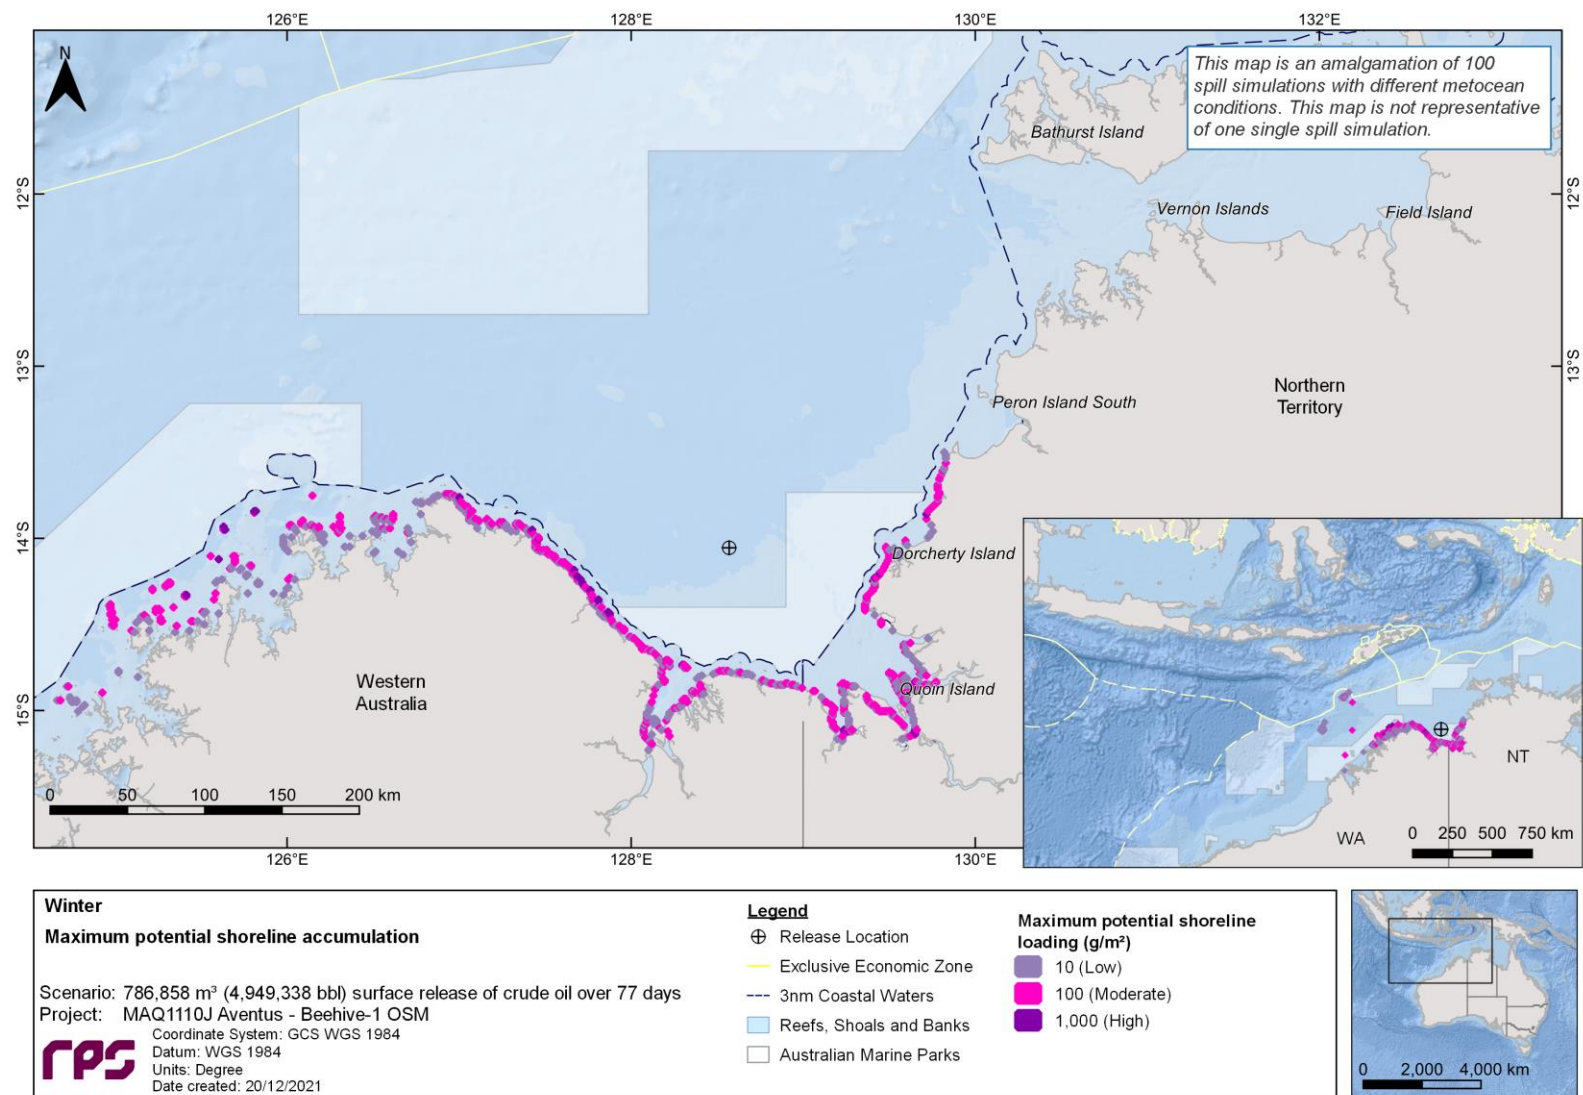 126°E
128°E
130°E
132°E
N
This map is an amalgamation of 100
spill simulations with different metocean
conditions. This map is not representative
of one single spill simulation.
Bathurst Island
12°S
12°S
Vernon Islands
Field Island
13°S
13°S
Northern
Territory
Peron Island South
14°S
Dorcherty Island
Western
Australia
Quoin Island
15°S
NT
WA
0 50 100 150 200 km
0 250 500 750 km
126°E
128°E
130°E
Winter
Maximum potential shoreline accumulation
Scenario: 786,858 m³ (4,949,338 bbl) surface release of crude oil over 77 days
Project: MAQ1110J Aventus - Beehive-1 OSM
rps
Coordinate System: GCS WGS 1984
Datum: WGS 1984
Units: Degree
Date created: 20/12/2021
Legend
Release Location
Exclusive Economic Zone
3nm Coastal Waters
Reefs, Shoals and Banks
Australian Marine Parks
Maximum potential shoreline
loading (g/m²)
10 (Low)
100 (Moderate)
1,000 (High)
0 2,000 4,000 km